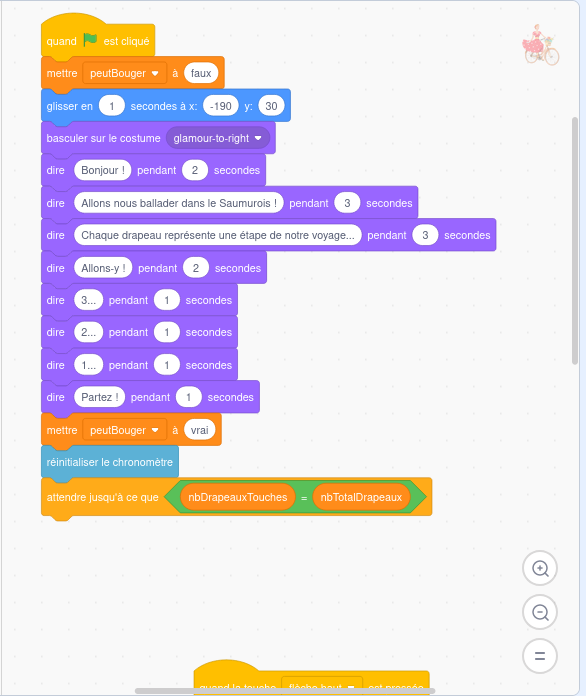 quand est cliqué
mettre peutBouger à faux
glisser en 1 secondes à x: -190 y: 30
basculer sur le costume glamour-to-right
dire Bonjour ! pendant 2 secondes
dire Allons nous ballader dans le Saumurois ! pendant 3 secondes
dire Chaque drapeau représente une étape de notre voyage... pendant 3 secondes
dire Allons-y ! pendant 2 secondes
dire 3... pendant 1 secondes
dire 2... pendant 1 secondes
dire 1... pendant 1 secondes
dire Partez ! pendant 1 secondes
mettre peutBouger à vrai
réinitialiser le chronomètre
attendre jusqu'à ce que nbDrapeauxTouches = nbTotalDrapeaux
quand la touche flèche haut est pressée